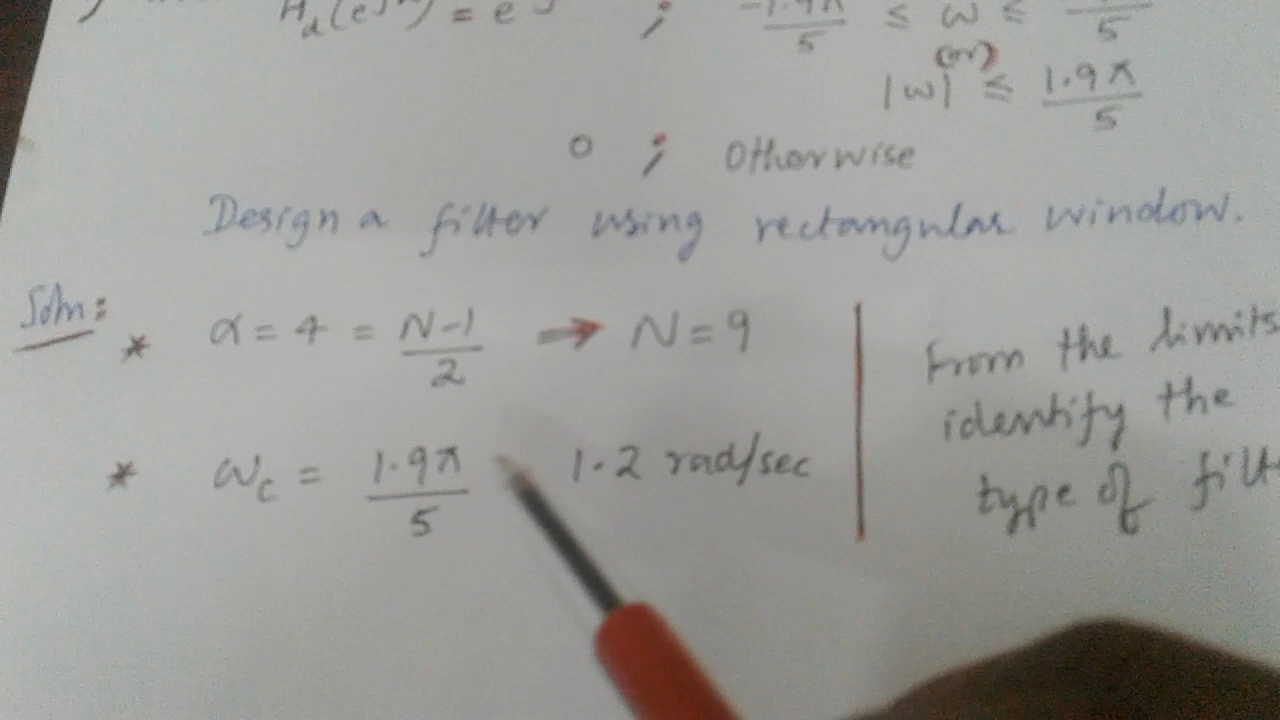 Hd(e = e ; -1.9π/5 ≤ ω ≤ /5
(or)
|ω| ≤ 1.9π/5
0 ; Otherwise
Design a filter using rectangular window.
Soln:
* α = 4 = N-1/2 → N = 9
* ωc = 1.9π/5 1.2 rad/sec
From the limits
identify the
type of filt